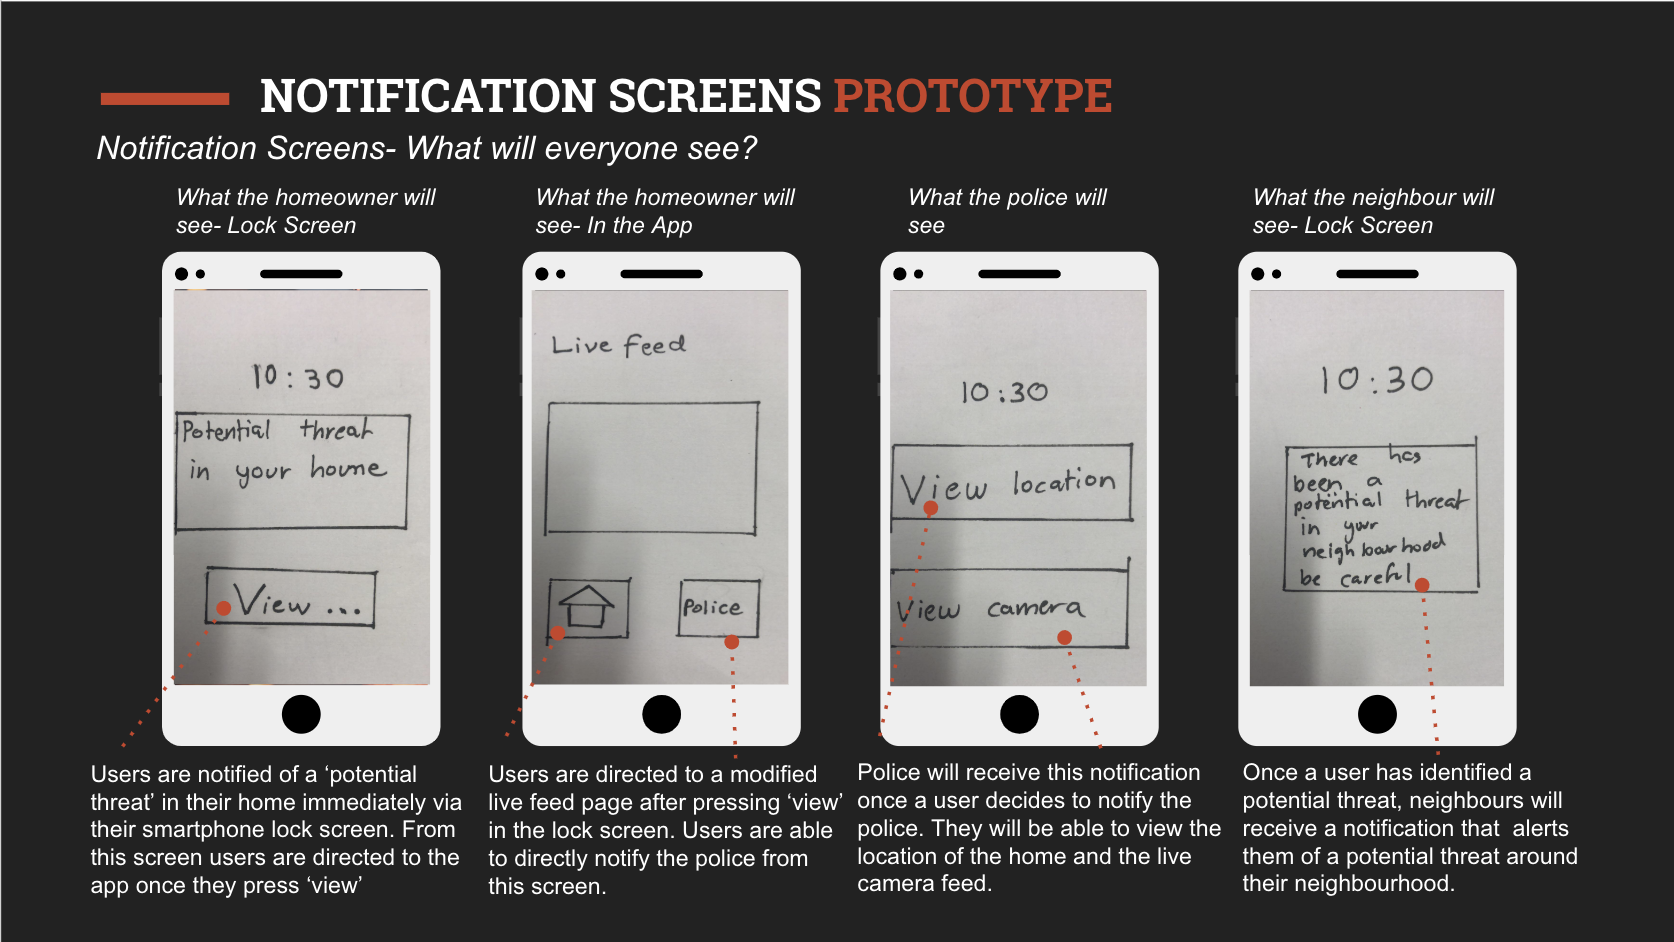 NOTIFICATION SCREENS PROTOTYPE
Notification Screens- What will everyone see?
What the homeowner will
see- Lock Screen
10:30
Potential threat
in your home
View ...
Users are notified of a ‘potential
threat’ in their home immediately via
their smartphone lock screen. From
this screen users are directed to the
app once they press ‘view’
What the homeowner will
see- In the App
Live feed
Police
Users are directed to a modified
live feed page after pressing ‘view’
in the lock screen. Users are able
to directly notify the police from
this screen.
What the police will
see
10:30
View location
View camera
Police will receive this notification
once a user decides to notify the
police. They will be able to view the
location of the home and the live
camera feed.
What the neighbour will
see- Lock Screen
10:30
There has
been a
potential threat
in your
neighbourhood
be careful
Once a user has identified a
potential threat, neighbours will
receive a notification that  alerts
them of a potential threat around
their neighbourhood.